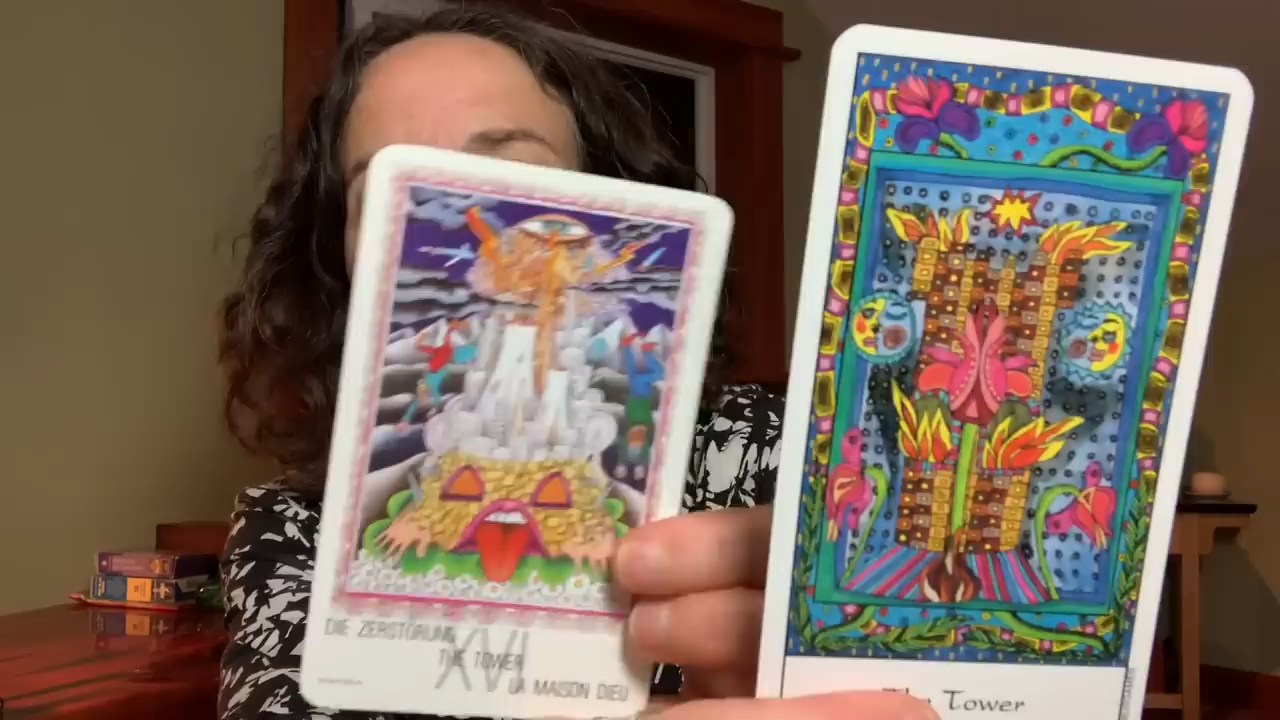 DIE ZERSTÖRUNG
XVI
THE TOWER
LA MAISON DIEU
The Tower